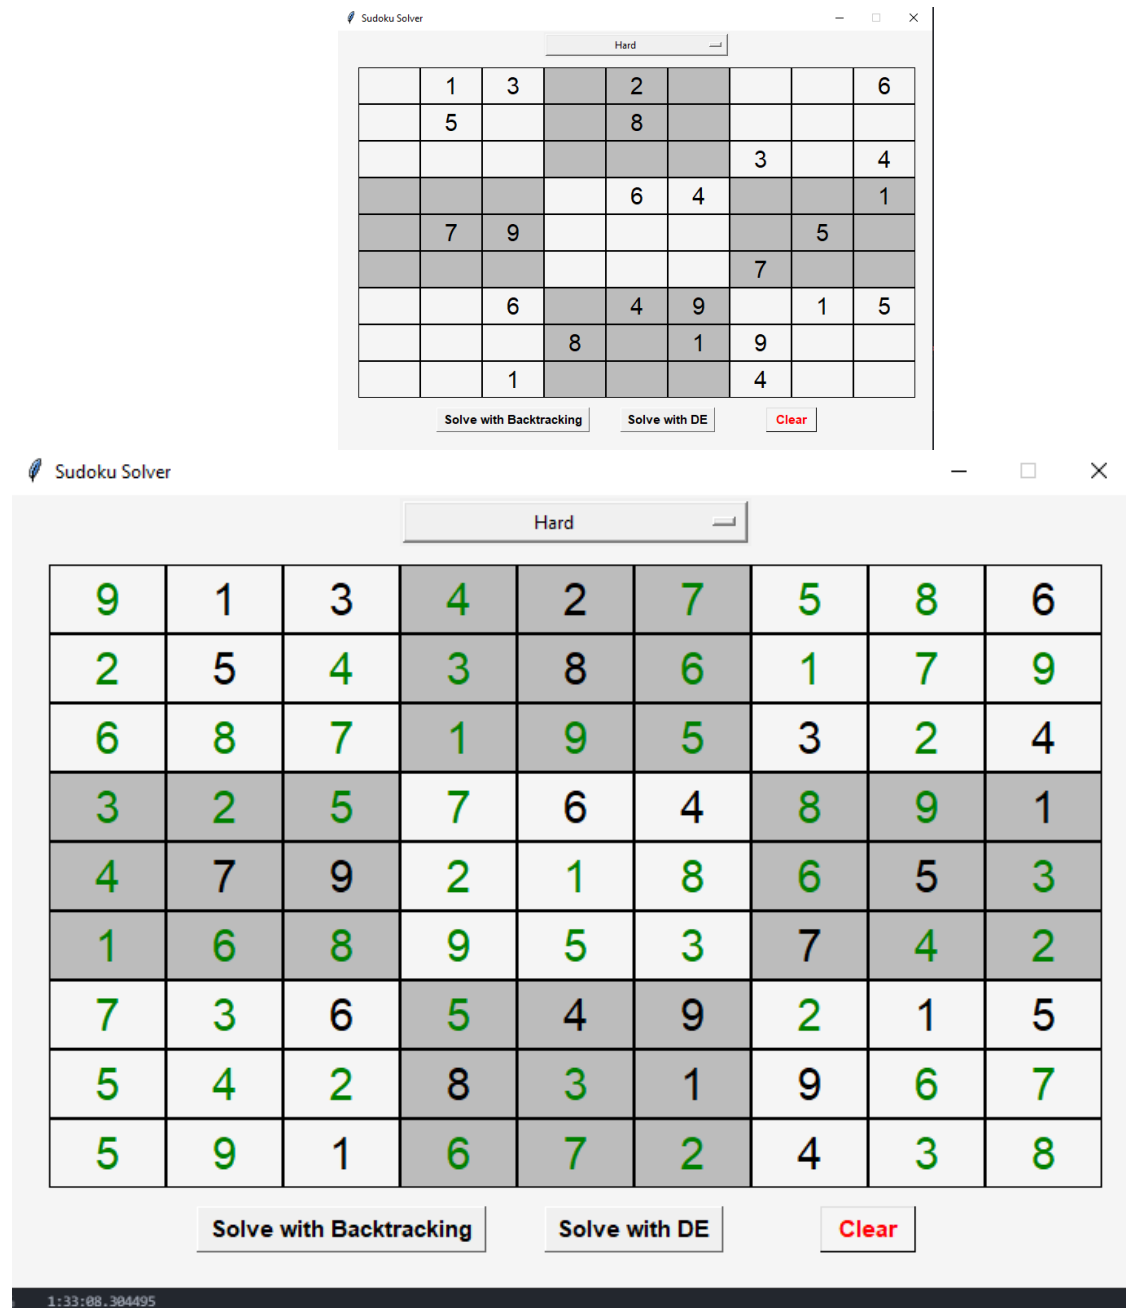 Sudoku Solver
Hard
1 3 2 6
5 8
3 4
6 4 1
7 9 5
7
6 4 9 1 5
8 1 9
1 4
Solve with Backtracking Solve with DE Clear
Sudoku Solver
Hard
9 1 3 4 2 7 5 8 6
2 5 4 3 8 6 1 7 9
6 8 7 1 9 5 3 2 4
3 2 5 7 6 4 8 9 1
4 7 9 2 1 8 6 5 3
1 6 8 9 5 3 7 4 2
7 3 6 5 4 9 2 1 5
5 4 2 8 3 1 9 6 7
5 9 1 6 7 2 4 3 8
Solve with Backtracking Solve with DE Clear
1:33:08.304495